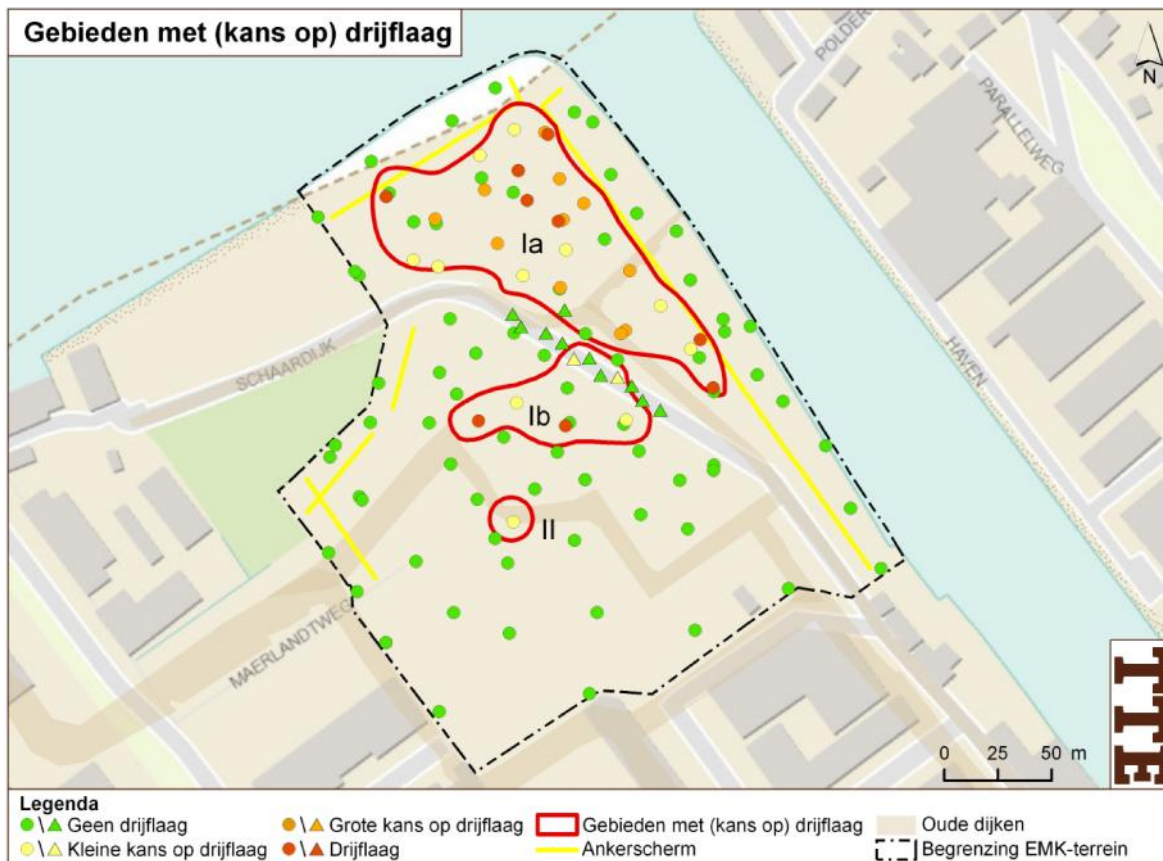 Gebieden met (kans op) drijflaag
POLDER
PARALLELWEG
N
Ia
SCHAARDIJK
HAVEN
Ib
II
MAERLANDTWEG
TTE
0 25 50 m
Legenda
\ Geen drijflaag
\ Grote kans op drijflaag
Gebieden met (kans op) drijflaag
Oude dijken
\ Kleine kans op drijflaag
\ Drijflaag
Ankerscherm
Begrenzing EMK-terrein